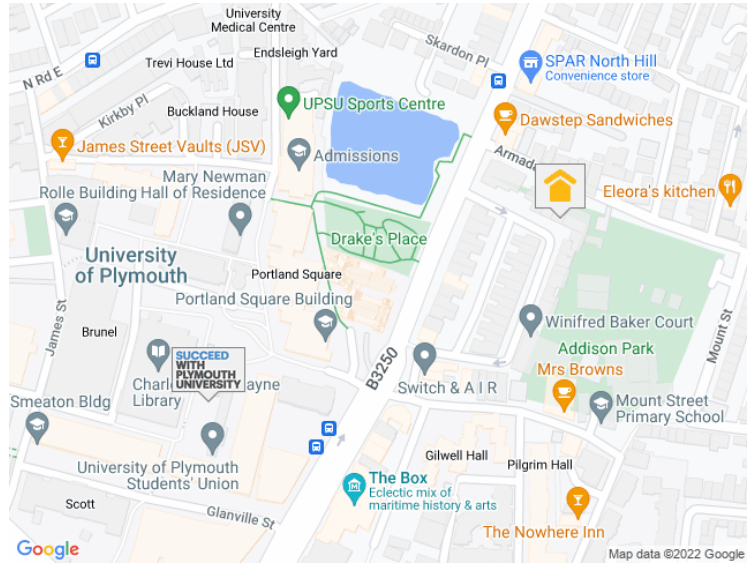 University
Medical Centre
Endsleigh Yard
Skardon Pl
N Rd E
Trevi House Ltd
SPAR North Hill
Convenience store
Kirkby Pl
Buckland House
UPSU Sports Centre
Dawstep Sandwiches
James Street Vaults (JSV)
Admissions
Armada
Mary Newman
Rolle Building Hall of Residence
Eleora's kitchen
Drake's Place
University
of Plymouth
Portland Square
Portland Square Building
James St
Brunel
Winifred Baker Court
Addison Park
Mount St
SUCCEED
WITH
PLYMOUTH
UNIVERSITY
Charl
ayne
Library
B3250
Switch & A I R
Mrs Browns
Smeaton Bldg
Mount Street
Primary School
University of Plymouth
Students' Union
Gilwell Hall
Pilgrim Hall
The Box
Eclectic mix of
maritime history & arts
Scott
Glanville St
The Nowhere Inn
Google
Map data ©2022 Google